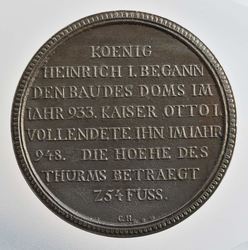 KOENIG
HEINRICH I. BEGANN
DEN BAU DES DOMS IM
IAHR 933. KAISER OTTO I.
VOLLENDETE IHN IM IAHR
948. DIE HOEHE DES
THURMS BETRAEGT
254 FUSS.